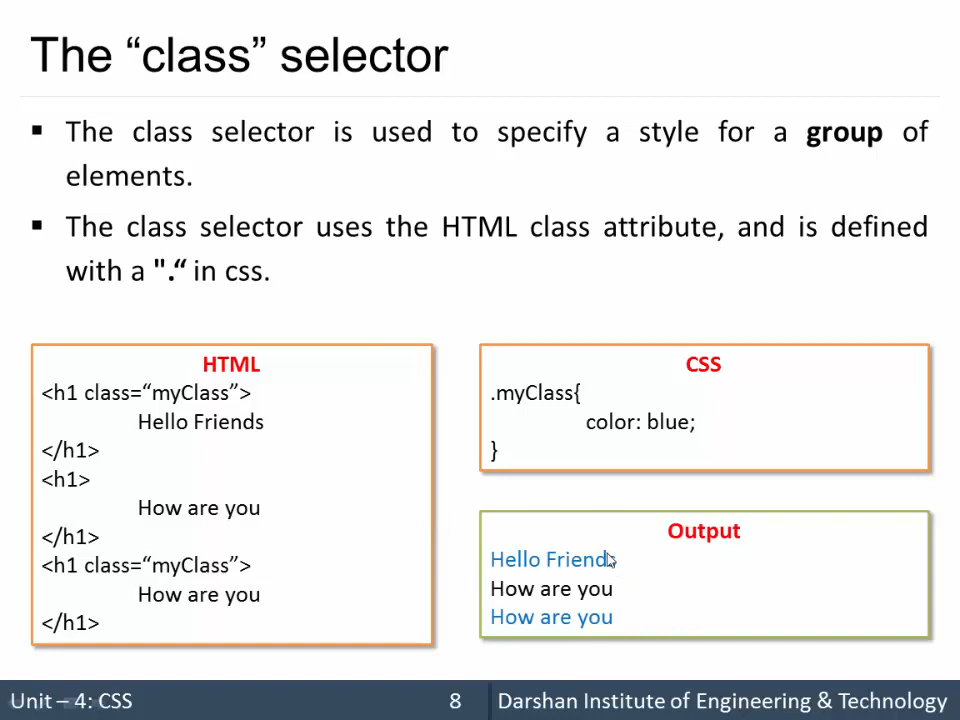 The “class” selector
▪ The class selector is used to specify a style for a group of
elements.
▪ The class selector uses the HTML class attribute, and is defined
with a ".“ in css.
HTML
<h1 class=“myClass”>
Hello Friends
</h1>
<h1>
How are you
</h1>
<h1 class=“myClass”>
How are you
</h1>
CSS
.myClass{
color: blue;
}
Output
Hello Friends
How are you
How are you
Unit – 4: CSS
8
Darshan Institute of Engineering & Technology